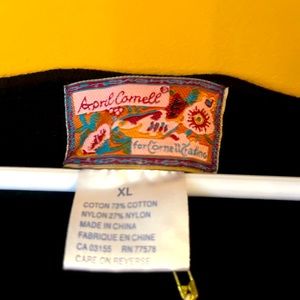 April Cornell
for Cornell Trading
XL
COTON 73% COTTON
NYLON 27% NYLON
MADE IN CHINA
FABRIQUE EN CHINE
CA 03155 RN 77578
CARE ON REVERSE